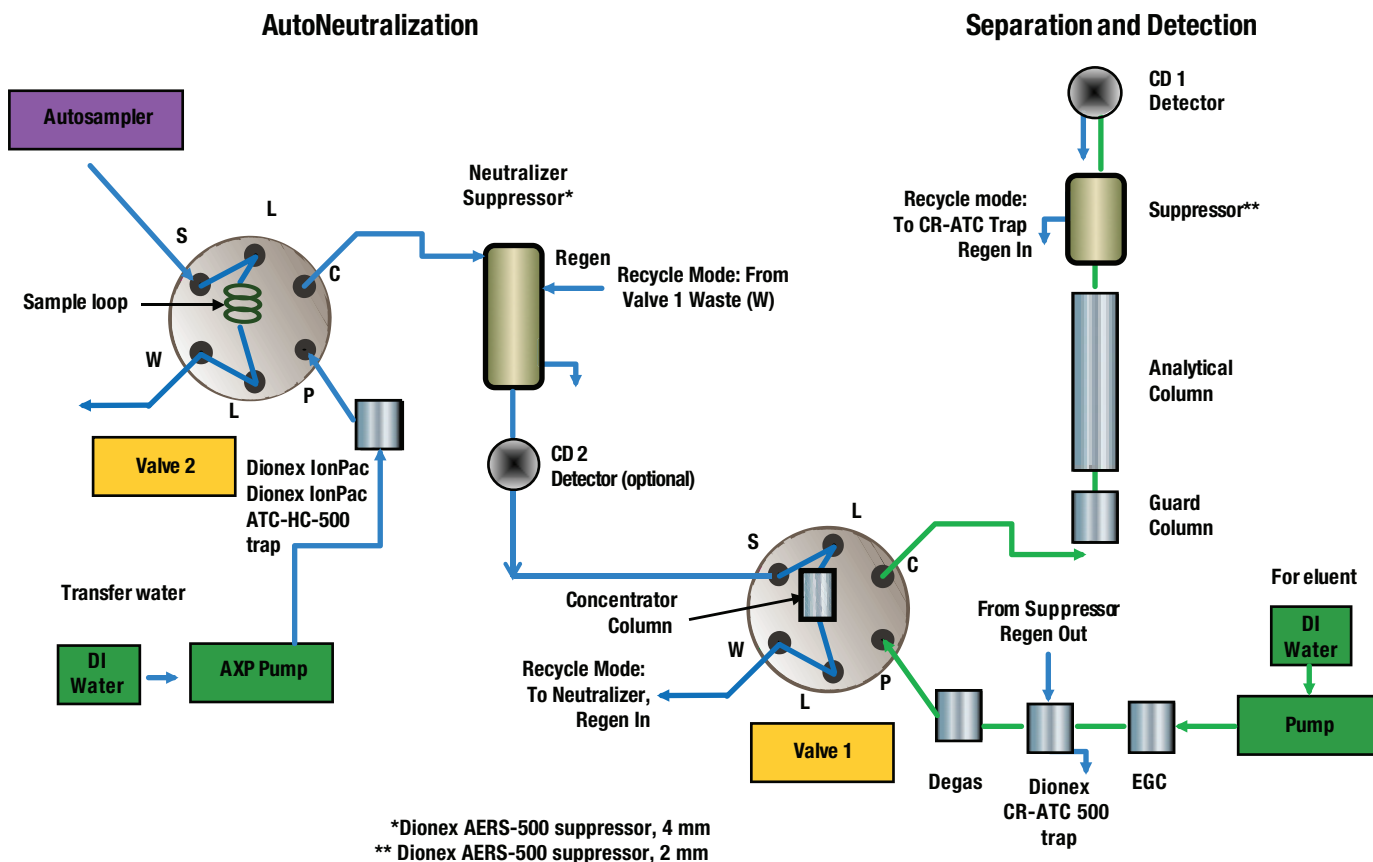 AutoNeutralization
Separation and Detection
Autosampler
S
L
C
Sample loop
W
L
P
Valve 2
Dionex IonPac
Dionex IonPac
ATC-HC-500
trap
Transfer water
DI
Water
AXP Pump
Neutralizer
Suppressor*
Regen
Recycle Mode: From
Valve 1 Waste (W)
CD 2
Detector (optional)
S
L
C
Concentrator
Column
W
L
P
Recycle Mode:
To Neutralizer,
Regen In
Valve 1
CD 1
Detector
Recycle mode:
To CR-ATC Trap
Regen In
Suppressor**
Analytical
Column
Guard
Column
For eluent
DI
Water
Pump
From Suppressor
Regen Out
Degas
Dionex
CR-ATC 500
trap
EGC
*Dionex AERS-500 suppressor, 4 mm
** Dionex AERS-500 suppressor, 2 mm